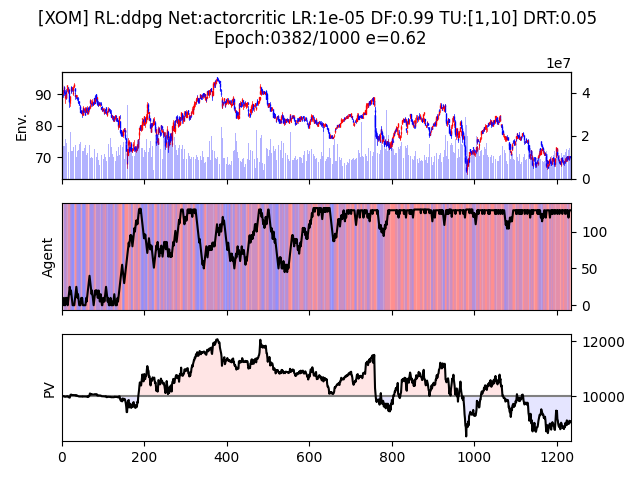 [XOM] RL:ddpg Net:actorcritic LR:1e-05 DF:0.99 TU:[1,10] DRT:0.05
Epoch:0382/1000 e=0.62
1e7
Env.
90
80
70
4
2
0
Agent
100
50
0
PV
12000
10000
0 200 400 600 800 1000 1200